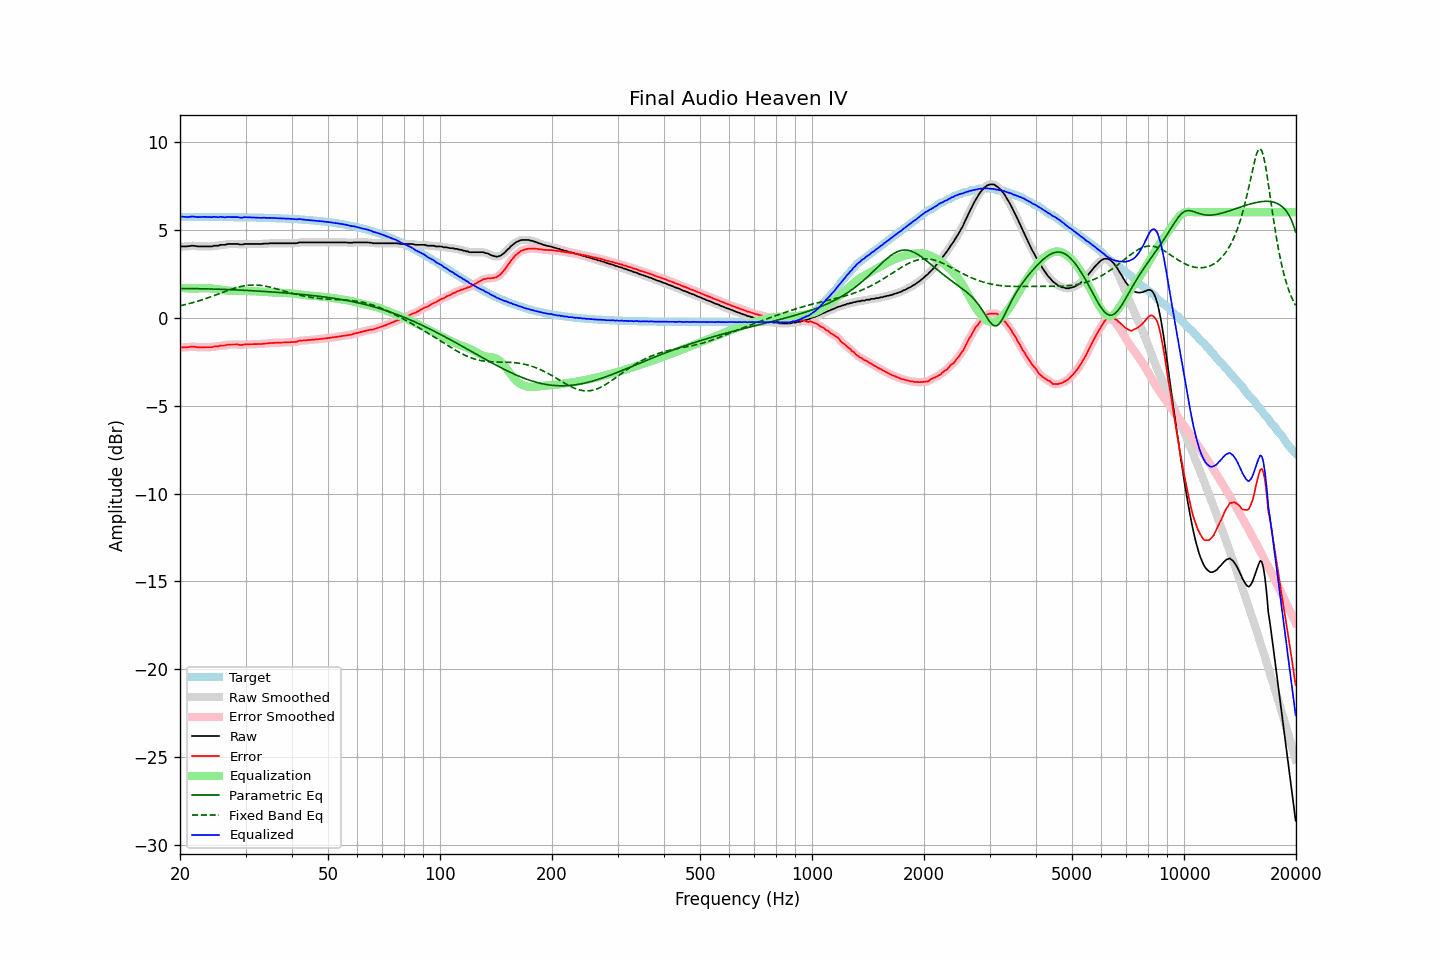 Final Audio Heaven IV
Amplitude (dBr)
10
5
0
−5
−10
−15
−20
−25
−30
Target
Raw Smoothed
Error Smoothed
Raw
Error
Equalization
Parametric Eq
Fixed Band Eq
Equalized
20 50 100 200 500 1000 2000 5000 10000 20000
Frequency (Hz)